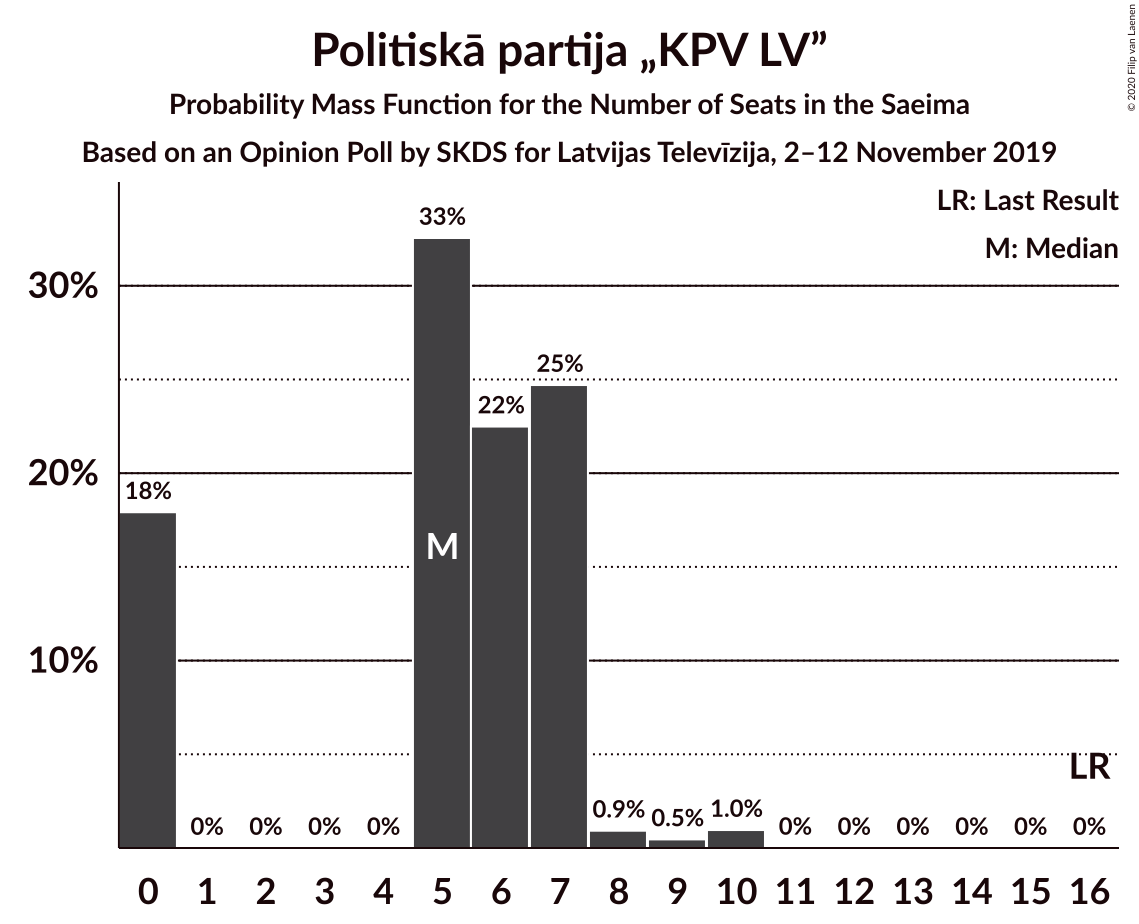 Politiskā partija „KPV LV”
Probability Mass Function for the Number of Seats in the Saeima
Based on an Opinion Poll by SKDS for Latvijas Televīzija, 2–12 November 2019
© 2020 Filip van Laenen
LR: Last Result
M: Median
30%
20%
10%
18%
0%
0%
0%
0%
33%
22%
25%
0.9%
0.5%
1.0%
0%
0%
0%
0%
0%
0%
M
LR
0 1 2 3 4 5 6 7 8 9 10 11 12 13 14 15 16